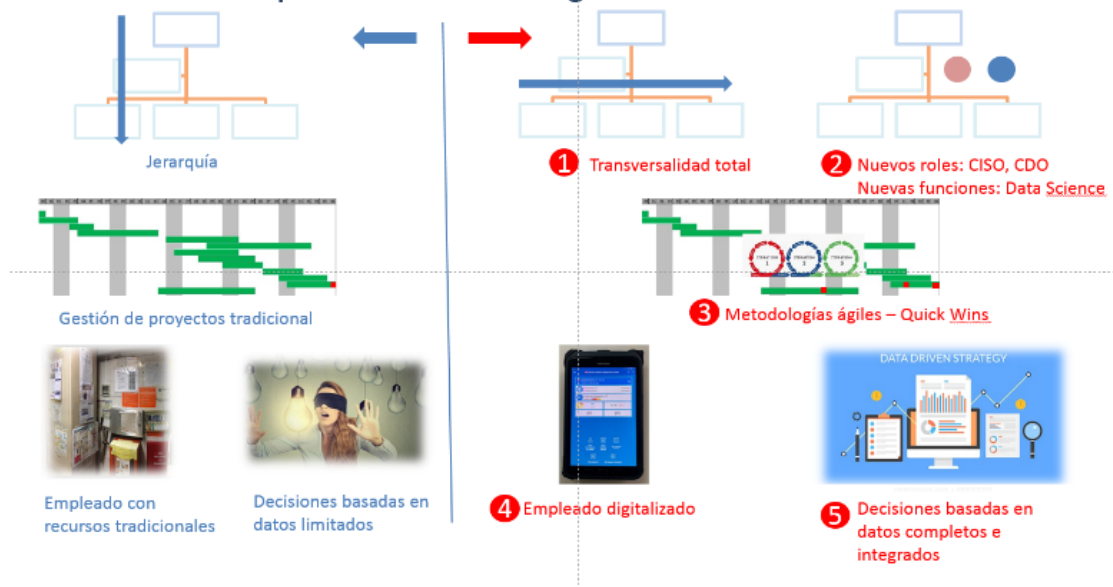 Jerarquía
1 Transversalidad total
2 Nuevos roles: CISO, CDO
Nuevas funciones: Data Science
Gestión de proyectos tradicional
3 Metodologías ágiles – Quick Wins
DATA DRIVEN STRATEGY
Empleado con
recursos tradicionales
Decisiones basadas en
datos limitados
4 Empleado digitalizado
5 Decisiones basadas en
datos completos e
integrados